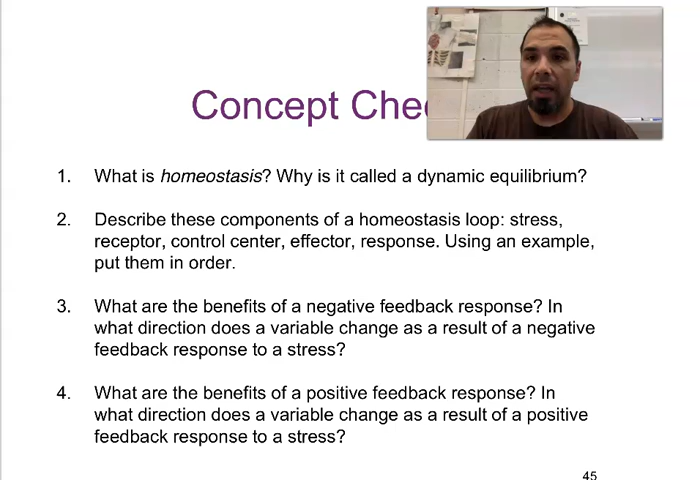 Concept
1. What is homeostasis? Why is it called a dynamic equilibrium?
2. Describe these components of a homeostasis loop: stress,
receptor, control center, effector, response. Using an example,
put them in order.
3. What are the benefits of a negative feedback response? In
what direction does a variable change as a result of a negative
feedback response to a stress?
4. What are the benefits of a positive feedback response? In
what direction does a variable change as a result of a positive
feedback response to a stress?
45